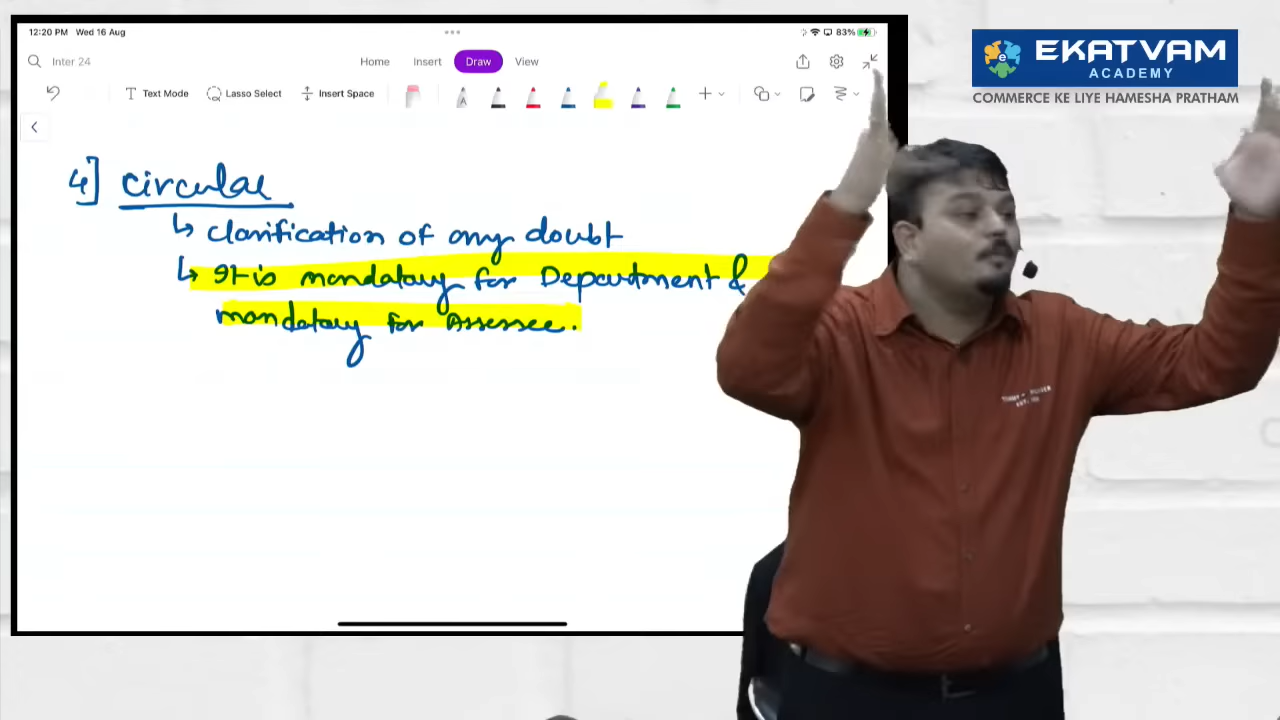 12:20 PM Wed 16 Aug
83%
Inter 24
Home Insert Draw View
Text Mode Lasso Select Insert Space
4] Circular
↳ clarification of any doubt
↳ It is mandatory for Department &
mandatory for Assessee.
EKATVAM
ACADEMY
COMMERCE KE LIYE HAMESHA PRATHAM